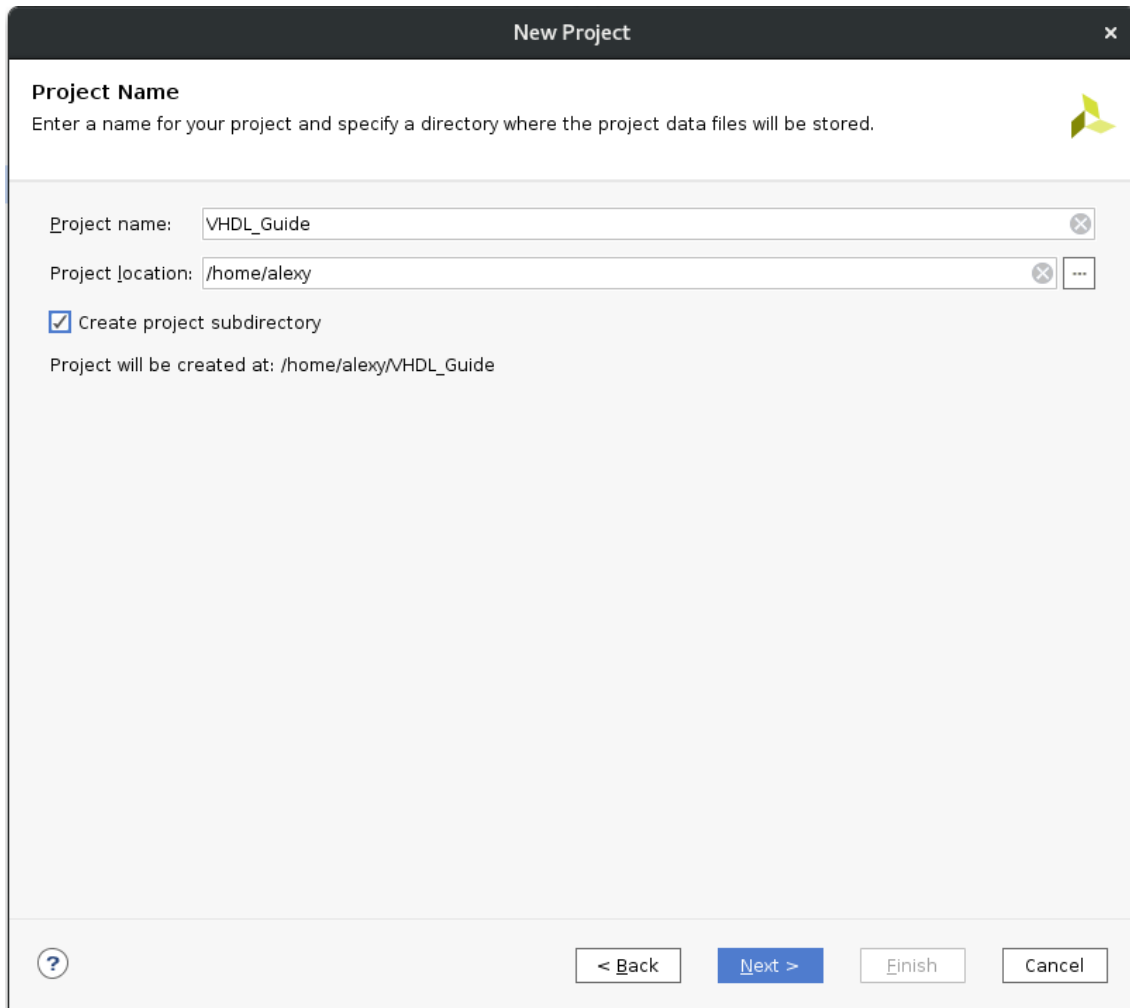 New Project
×
Project Name
Enter a name for your project and specify a directory where the project data files will be stored.
Project name: VHDL_Guide
Project location: /home/alexy ...
Create project subdirectory
Project will be created at: /home/alexy/VHDL_Guide
? < Back Next > Finish Cancel